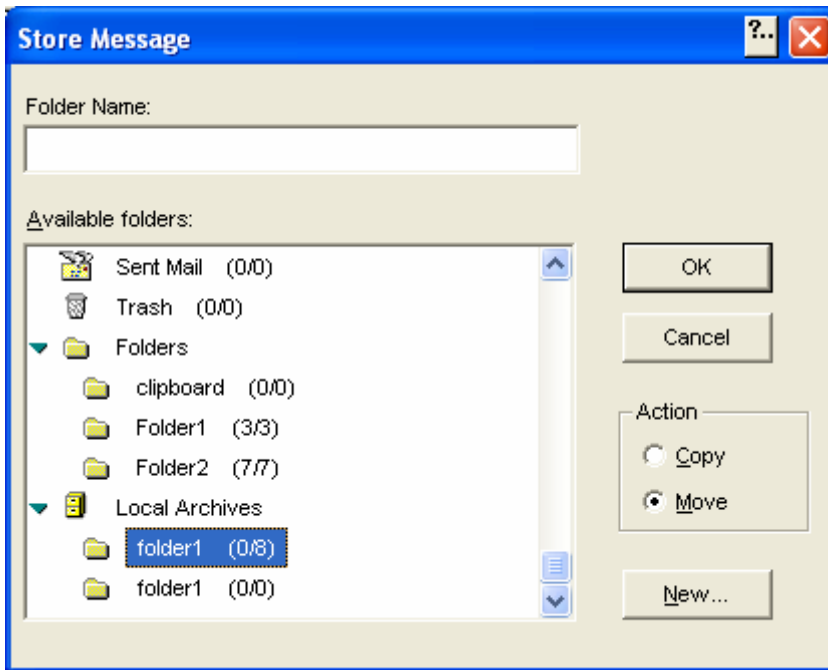 Store Message
?..
Folder Name:
Available folders:
Sent Mail (0/0)
Trash (0/0)
Folders
clipboard (0/0)
Folder1 (3/3)
Folder2 (7/7)
Local Archives
folder1 (0/8)
folder1 (0/0)
OK
Cancel
Action
Copy
Move
New...